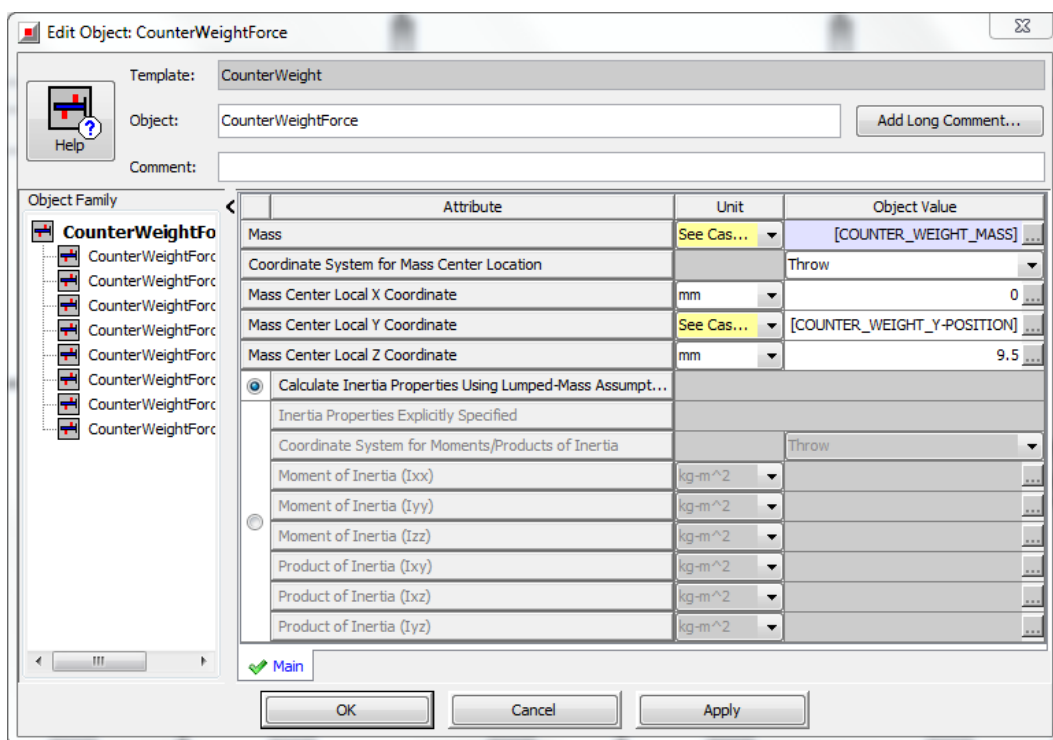 Edit Object: CounterWeightForce
Template: CounterWeight
Help
Object: CounterWeightForce Add Long Comment...
Comment:
Object Family
CounterWeightFo
CounterWeightForc
CounterWeightForc
CounterWeightForc
CounterWeightForc
CounterWeightForc
CounterWeightForc
CounterWeightForc
CounterWeightForc
Attribute Unit Object Value
Mass See Cas... [COUNTER_WEIGHT_MASS] ...
Coordinate System for Mass Center Location Throw
Mass Center Local X Coordinate mm 0 ...
Mass Center Local Y Coordinate See Cas... [COUNTER_WEIGHT_Y-POSITION] ...
Mass Center Local Z Coordinate mm 9.5 ...
Calculate Inertia Properties Using Lumped-Mass Assumpt...
Inertia Properties Explicitly Specified
Coordinate System for Moments/Products of Inertia Throw
Moment of Inertia (Ixx) kg-m^2 ...
Moment of Inertia (Iyy) kg-m^2 ...
Moment of Inertia (Izz) kg-m^2 ...
Product of Inertia (Ixy) kg-m^2 ...
Product of Inertia (Ixz) kg-m^2 ...
Product of Inertia (Iyz) kg-m^2 ...
Main
OK Cancel Apply